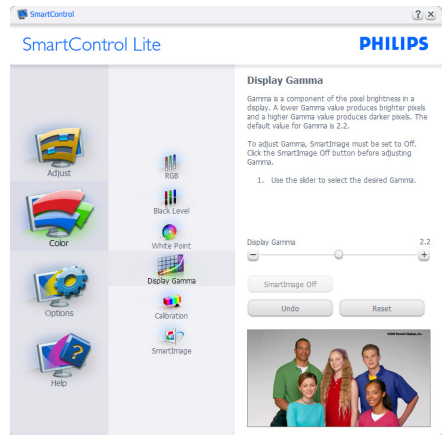 SmartControl
? ×
SmartControl Lite
PHILIPS
Adjust
Color
Options
Help
RGB
Black Level
White Point
Display Gamma
Calibration
SmartImage
Display Gamma
Gamma is a component of the pixel brightness in a
display. A lower Gamma value produces brighter pixels
and a higher Gamma value produces darker pixels. The
default value for Gamma is 2.2.
To adjust Gamma, SmartImage must be set to Off.
Click the SmartImage Off button before adjusting
Gamma.
1. Use the slider to select the desired Gamma.
Display Gamma 2.2
− +
SmartImage Off
Undo Reset